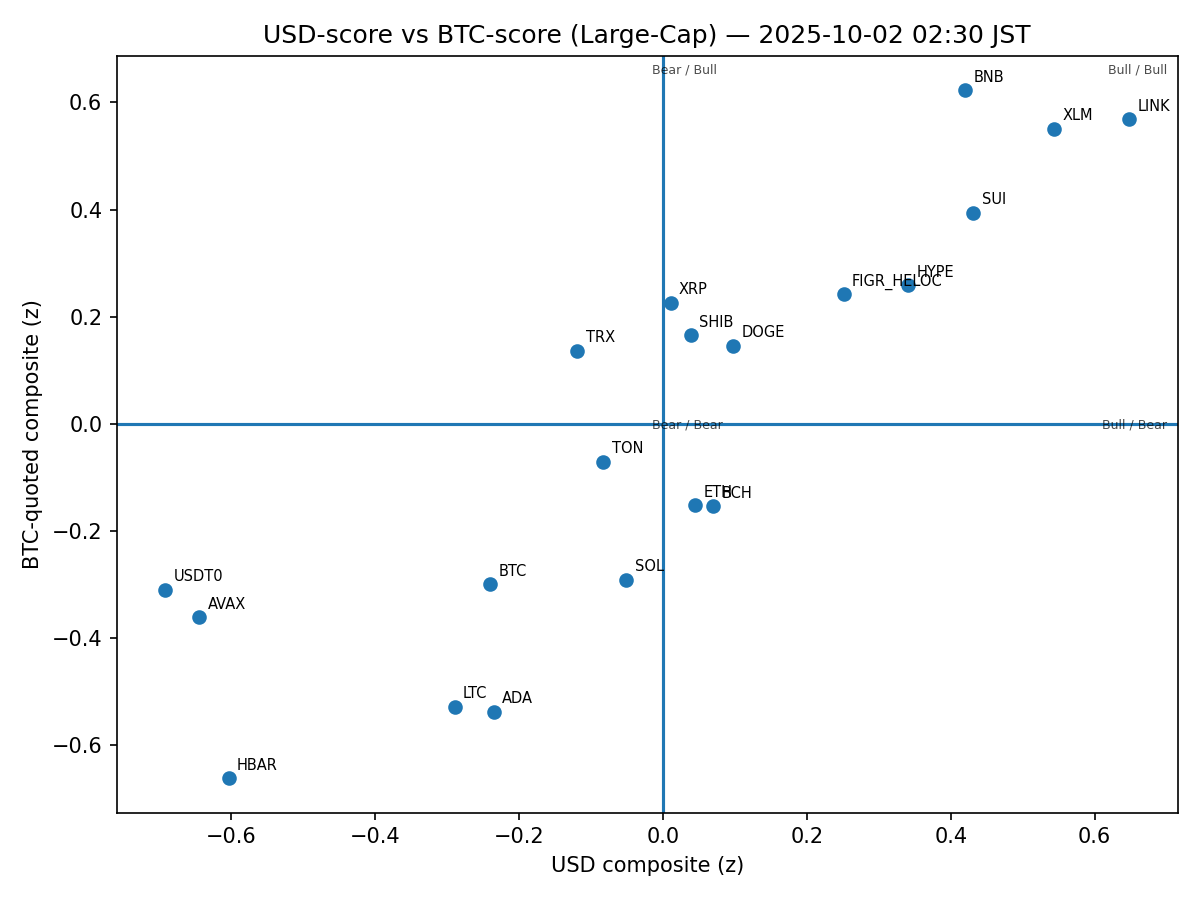 USD-score vs BTC-score (Large-Cap) — 2025-10-02 02:30 JST
Bear / Bull
Bull / Bull
BNB
LINK
XLM
SUI
HYPE
FIGR_HELOC
XRP
SHIB
DOGE
TRX
Bear / Bear
Bull / Bear
TON
ETH
BCH
SOL
BTC
USDT0
AVAX
LTC
ADA
HBAR
0.6
0.4
0.2
0.0
−0.2
−0.4
−0.6
BTC-quoted composite (z)
−0.6
−0.4
−0.2
0.0
0.2
0.4
0.6
USD composite (z)